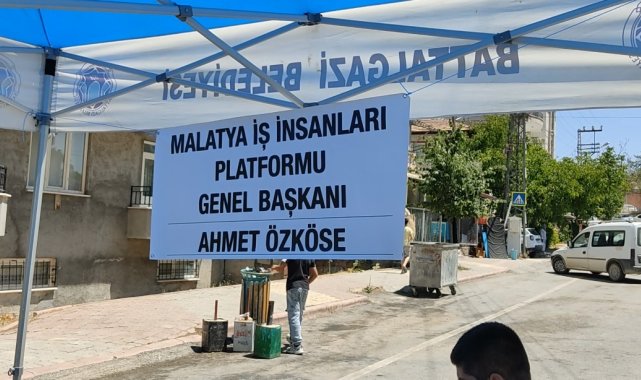 BATTALGAZİ BELEDİYESİ
MALATYA İŞ İNSANLARI
PLATFORMU
GENEL BAŞKANI
AHMET ÖZKÖSE